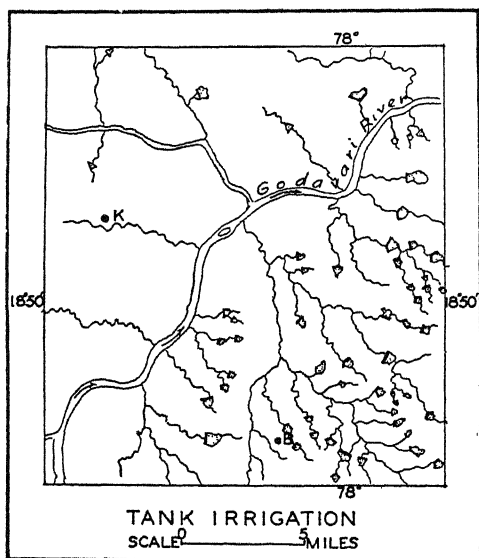 78°
Godavari River
K
18°50'
18°50'
B
78°
TANK IRRIGATION
SCALE 0 5 MILES